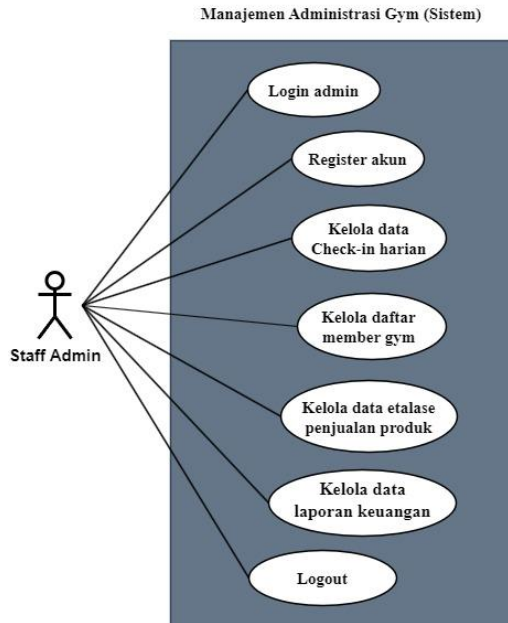 Manajemen Administrasi Gym (Sistem)
Login admin
Register akun
Kelola data
Check-in harian
Kelola daftar
member gym
Staff Admin
Kelola data etalase
penjualan produk
Kelola data
laporan keuangan
Logout